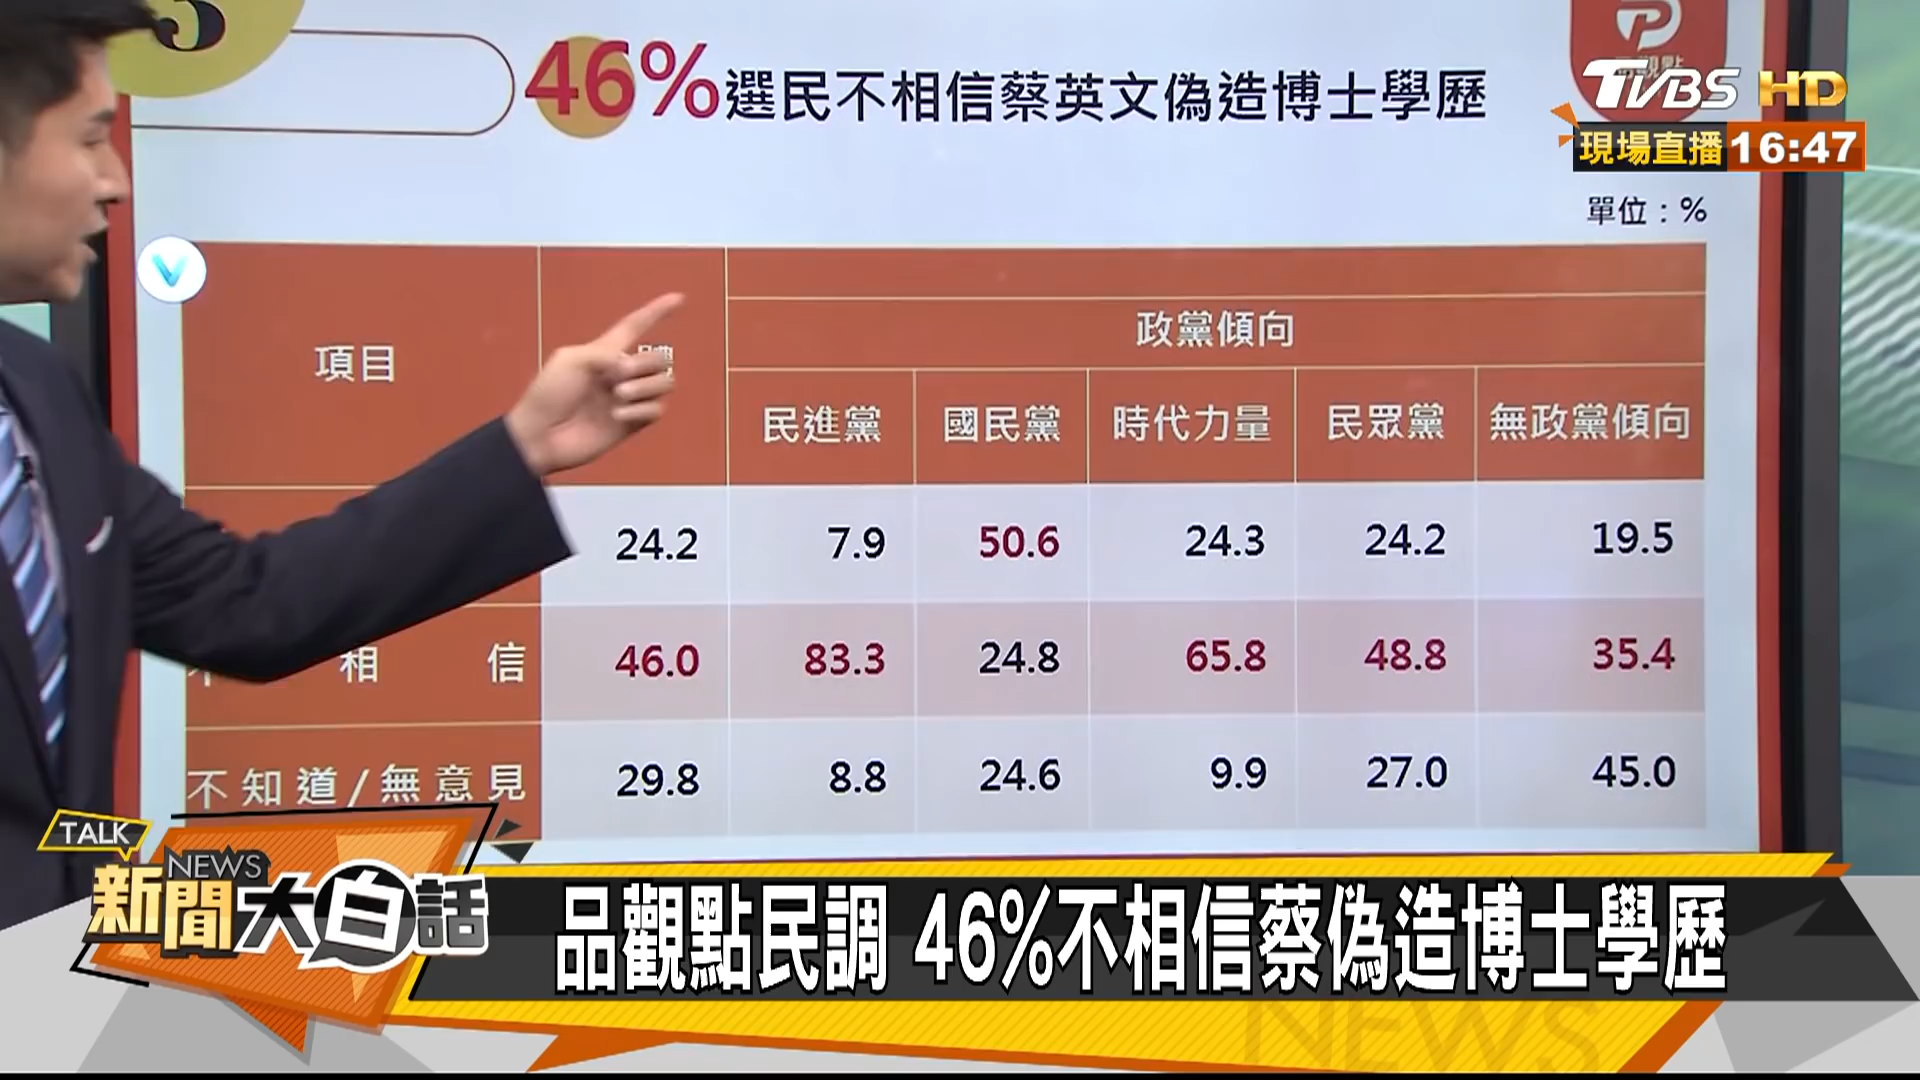 3
46%選民不相信蔡英文偽造博士學歷
TVBS HD
現場直播 16:47
單位：%
項目
體
政黨傾向
民進黨 國民黨 時代力量 民眾黨 無政黨傾向
24.2 7.9 50.6 24.3 24.2 19.5
不相信 46.0 83.3 24.8 65.8 48.8 35.4
不知道/無意見 29.8 8.8 24.6 9.9 27.0 45.0
TALK
NEWS
新聞大白話
品觀點民調 46%不相信蔡偽造博士學歷
NEWS